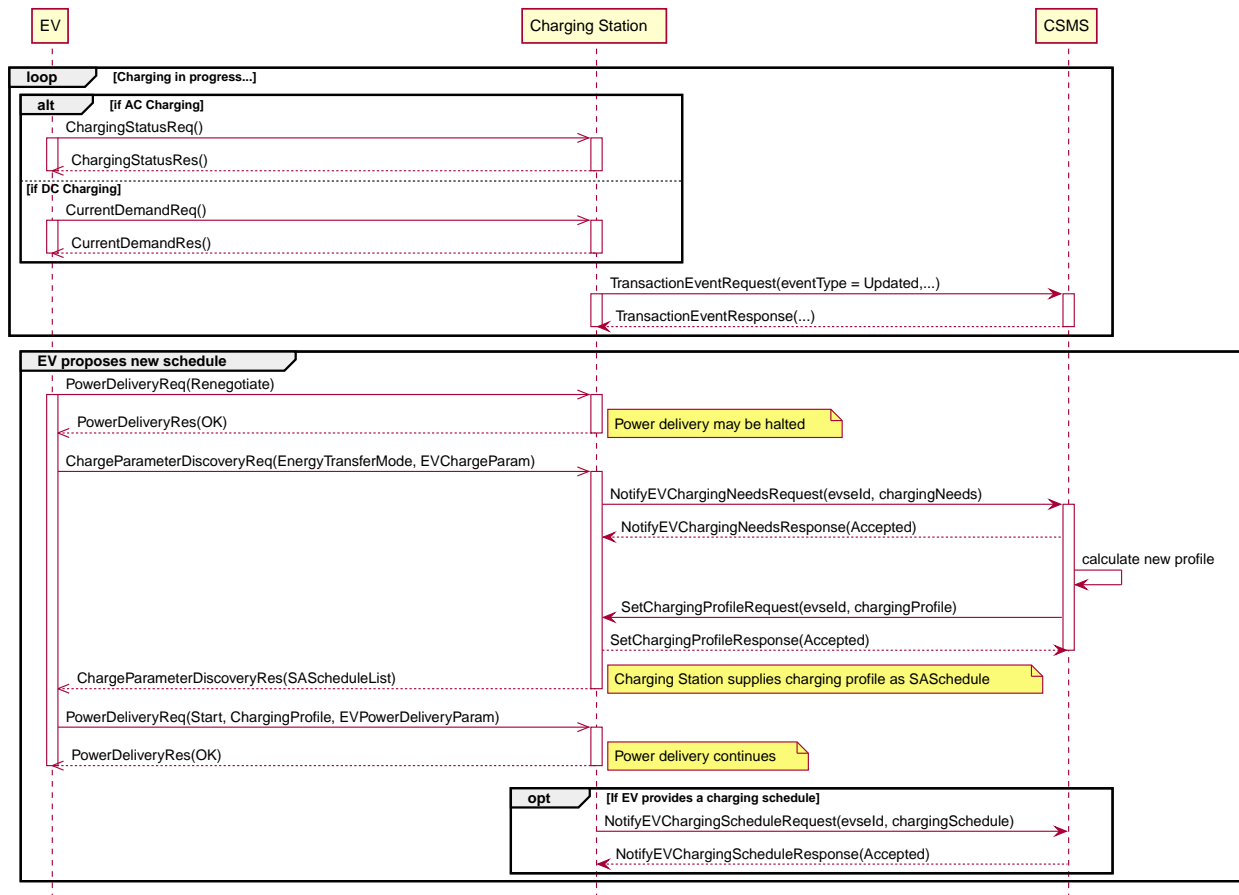 EV
Charging Station
CSMS
loop [Charging in progress...]
alt [if AC Charging]
ChargingStatusReq()
ChargingStatusRes()
[if DC Charging]
CurrentDemandReq()
CurrentDemandRes()
TransactionEventRequest(eventType = Updated,...)
TransactionEventResponse(...)
EV proposes new schedule
PowerDeliveryReq(Renegotiate)
PowerDeliveryRes(OK)
Power delivery may be halted
ChargeParameterDiscoveryReq(EnergyTransferMode, EVChargeParam)
NotifyEVChargingNeedsRequest(evseId, chargingNeeds)
NotifyEVChargingNeedsResponse(Accepted)
calculate new profile
SetChargingProfileRequest(evseId, chargingProfile)
SetChargingProfileResponse(Accepted)
ChargeParameterDiscoveryRes(SAScheduleList)
Charging Station supplies charging profile as SASchedule
PowerDeliveryReq(Start, ChargingProfile, EVPowerDeliveryParam)
PowerDeliveryRes(OK)
Power delivery continues
opt [If EV provides a charging schedule]
NotifyEVChargingScheduleRequest(evseId, chargingSchedule)
NotifyEVChargingScheduleResponse(Accepted)